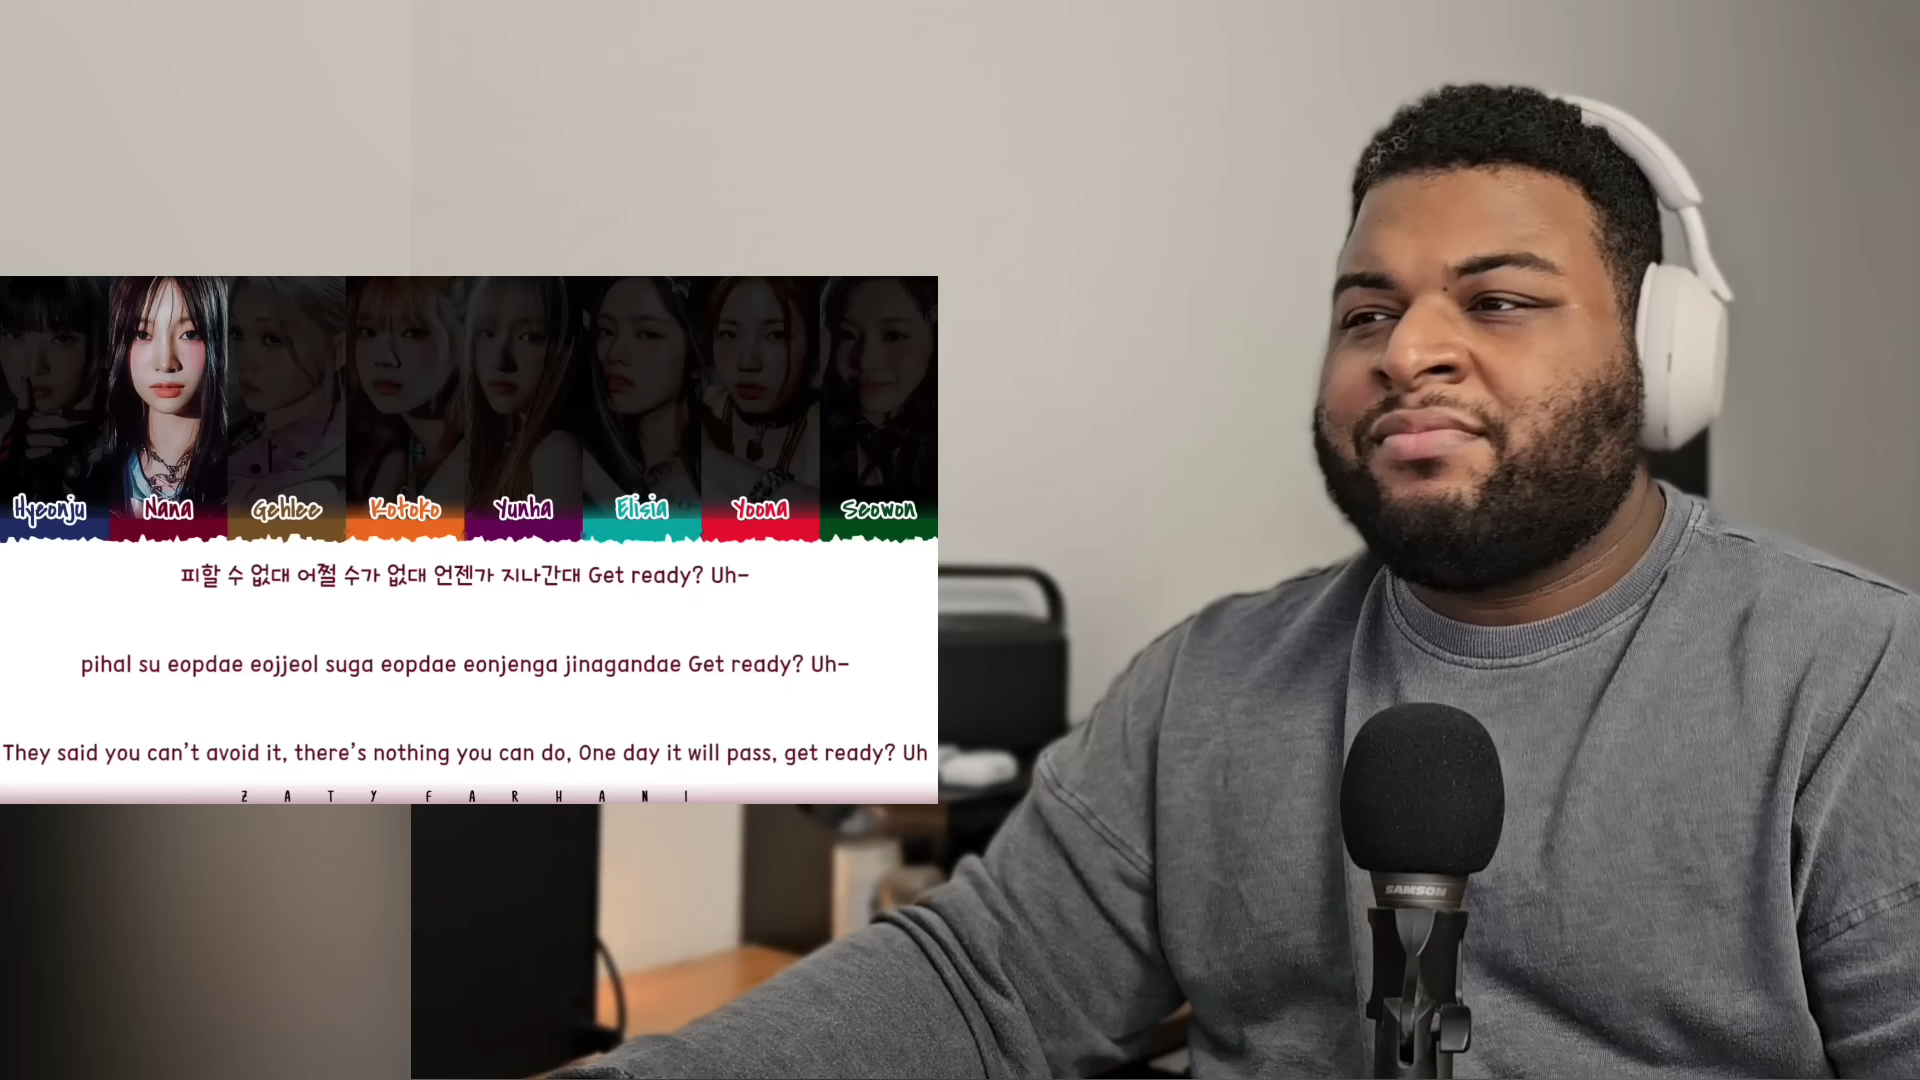 Hyeonju Nana Gehlee Kotoko Yunha Elisia Yoona Seowon
피할 수 없대 어쩔 수가 없대 언젠가 지나간대 Get ready? Uh-
pihal su eopdae eojjeol suga eopdae eonjenga jinagandae Get ready? Uh-
They said you can't avoid it, there's nothing you can do, One day it will pass, get ready? Uh
ZATY FARHANI
SAMSON